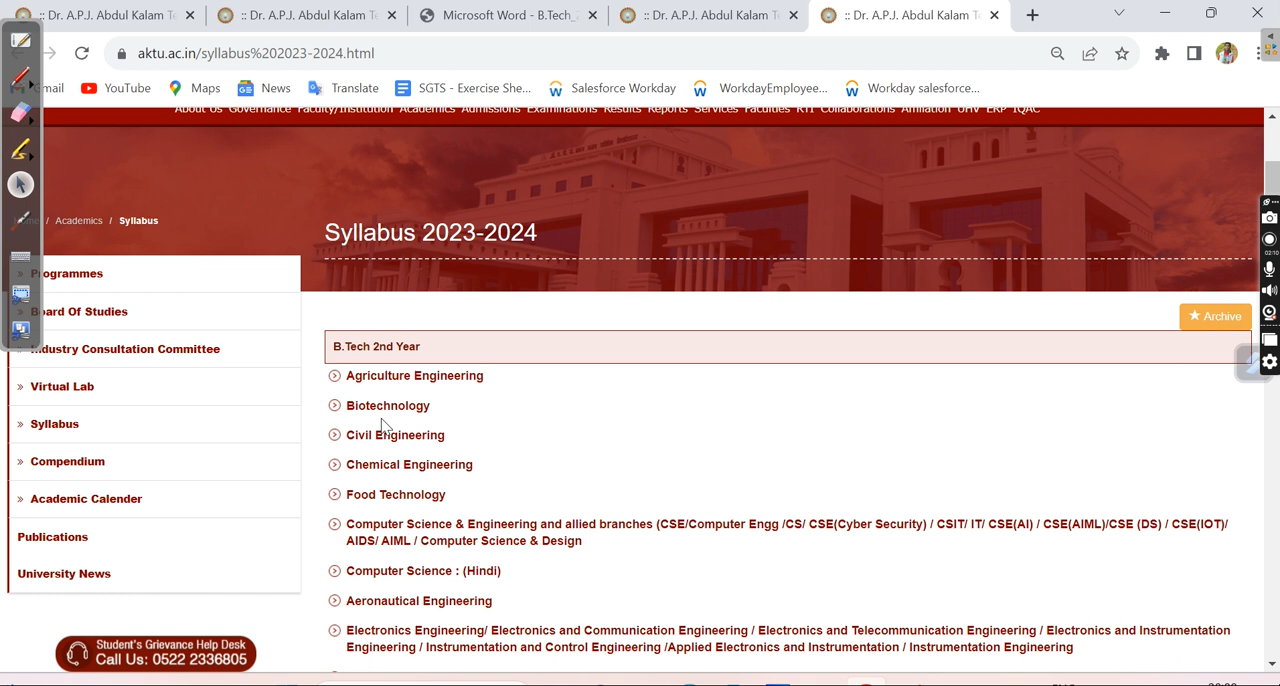 :: Dr. A.P.J. Abdul Kalam Te
:: Dr. A.P.J. Abdul Kalam Te
Microsoft Word - B.Tech_
:: Dr. A.P.J. Abdul Kalam Te
:: Dr. A.P.J. Abdul Kalam T
aktu.ac.in/syllabus%202023-2024.html
mail
YouTube
Maps
News
Translate
SGTS - Exercise She...
Salesforce Workday
WorkdayEmployee...
Workday salesforce...
About Us Governance Faculty/Institution Academics Admissions Examinations Results Reports Services Faculties RTI Collaborations Affiliation UHV ERP IQAC
/ Academics / Syllabus
Syllabus 2023-2024
Programmes
Board Of Studies
Industry Consultation Committee
» Virtual Lab
» Syllabus
» Compendium
» Academic Calender
Publications
University News
Student's Grievance Help Desk
Call Us: 0522 2336805
★ Archive
B.Tech 2nd Year
Agriculture Engineering
Biotechnology
Civil Engineering
Chemical Engineering
Food Technology
Computer Science & Engineering and allied branches (CSE/Computer Engg /CS/ CSE(Cyber Security) / CSIT/ IT/ CSE(AI) / CSE(AIML)/CSE (DS) / CSE(IOT)/
AIDS/ AIML / Computer Science & Design
Computer Science : (Hindi)
Aeronautical Engineering
Electronics Engineering/ Electronics and Communication Engineering / Electronics and Telecommunication Engineering / Electronics and Instrumentation
Engineering / Instrumentation and Control Engineering /Applied Electronics and Instrumentation / Instrumentation Engineering
02:10